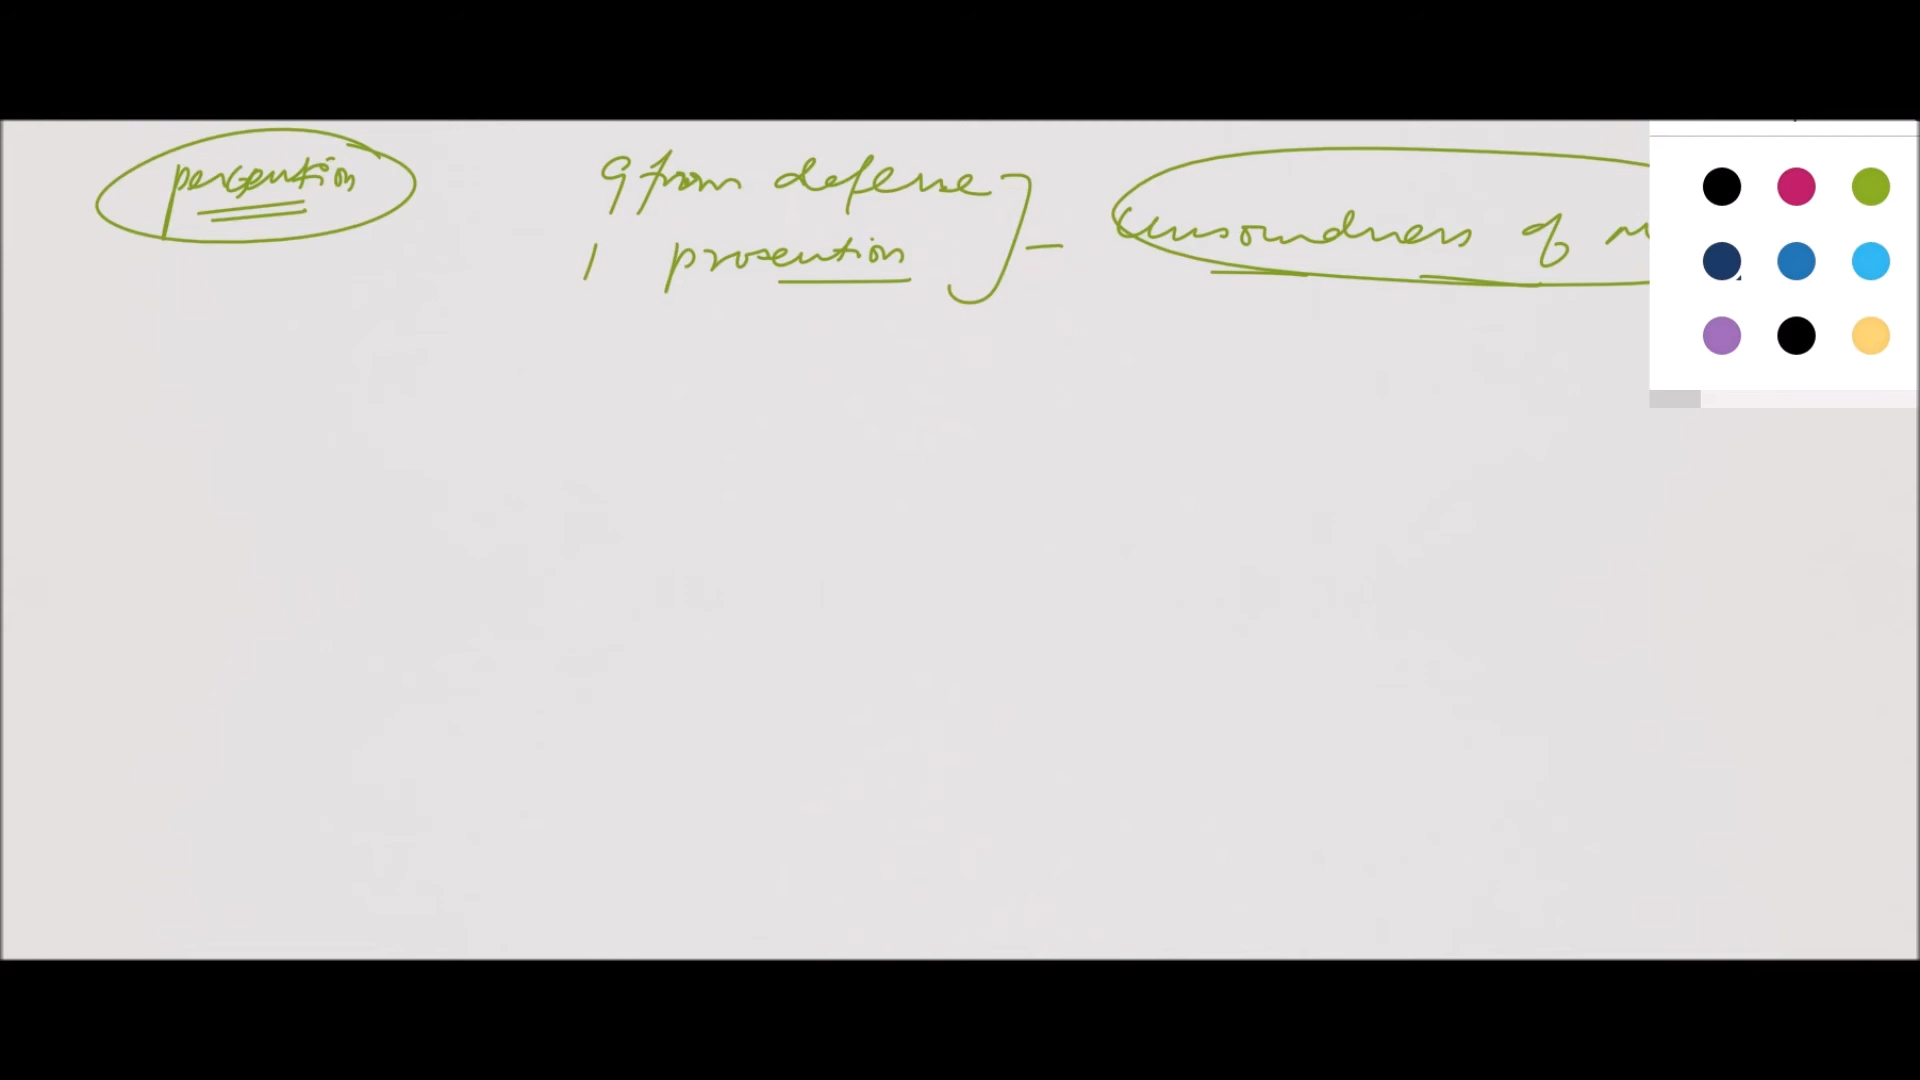 persecution
9 from defense
1 prosecution
— unsoundness of